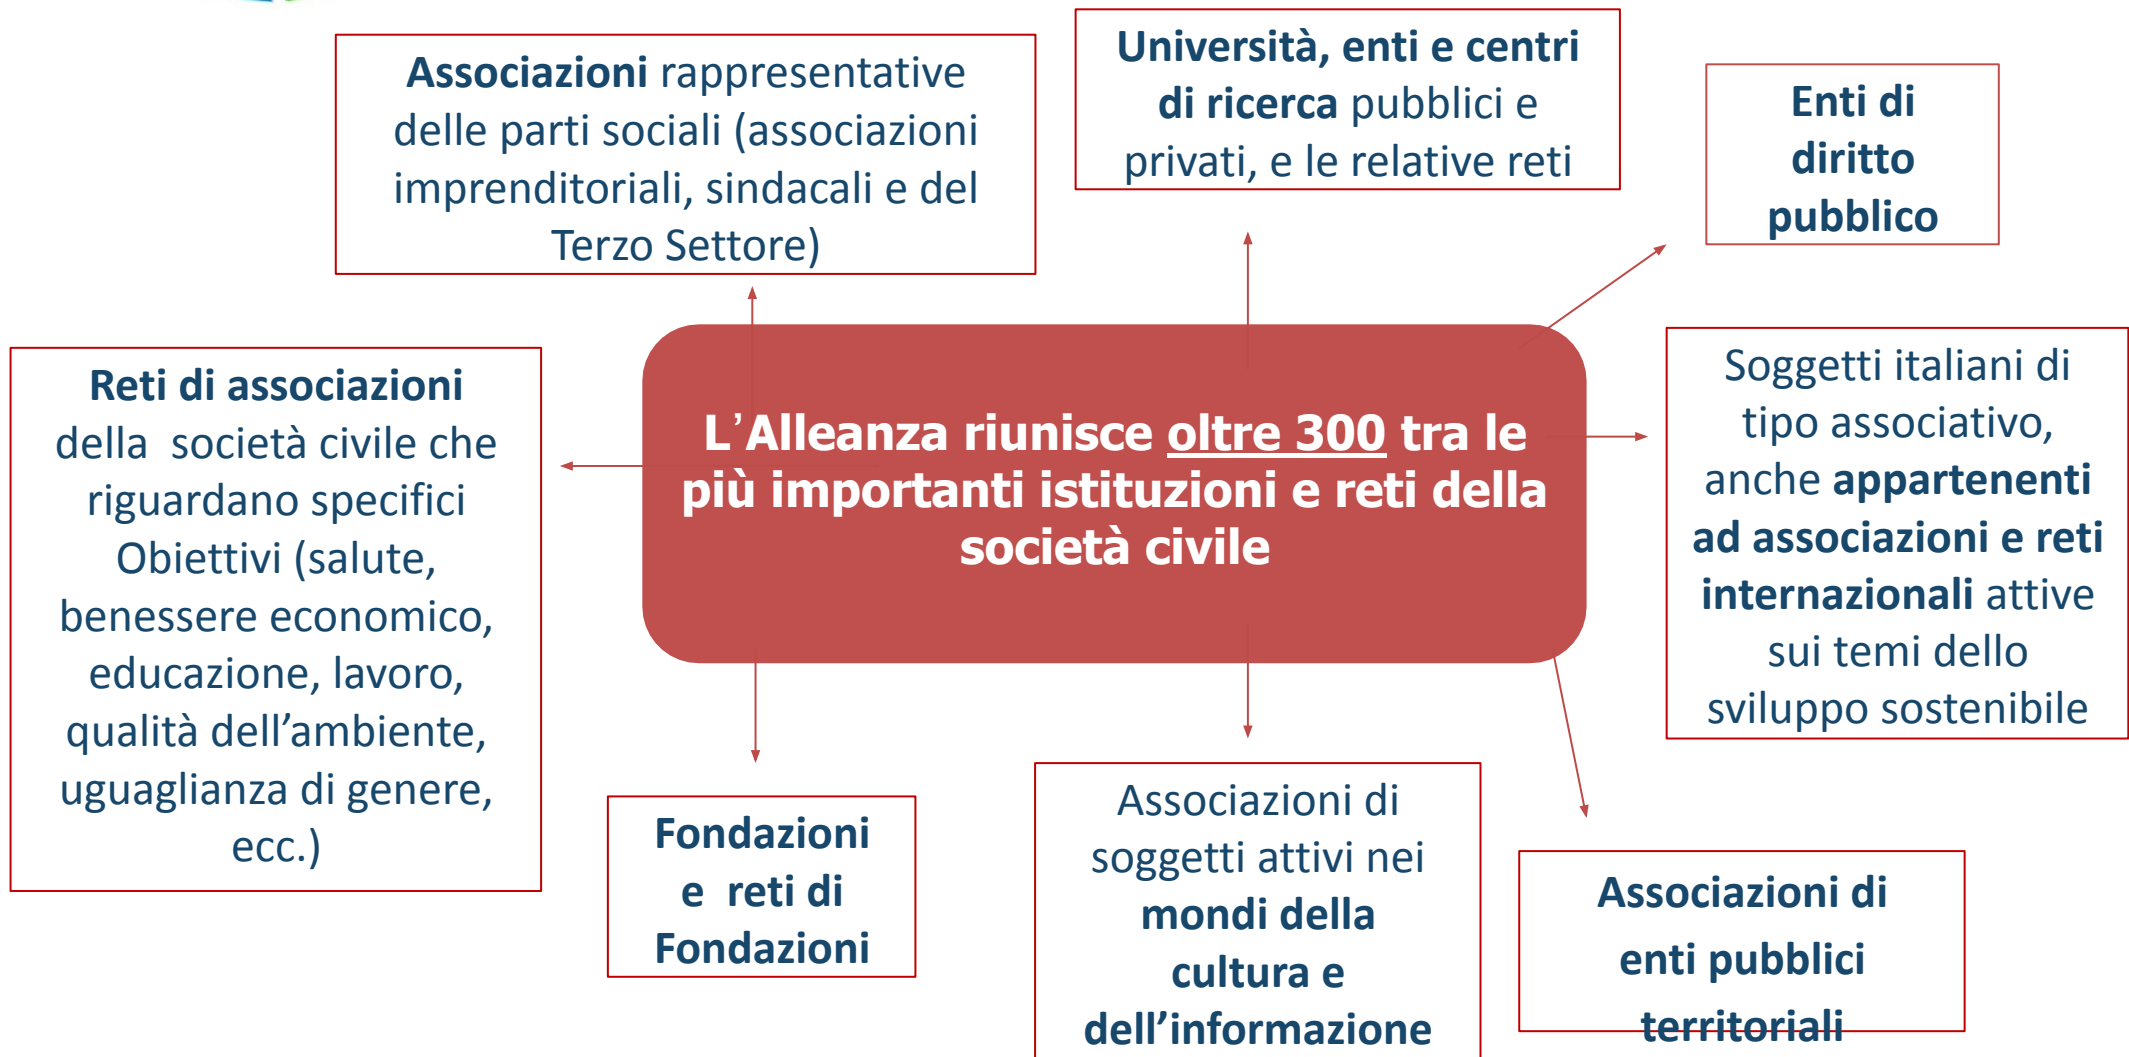 Associazioni rappresentative
delle parti sociali (associazioni
imprenditoriali, sindacali e del
Terzo Settore)
Università, enti e centri
di ricerca pubblici e
privati, e le relative reti
Enti di
diritto
pubblico
Reti di associazioni
della società civile che
riguardano specifici
Obiettivi (salute,
benessere economico,
educazione, lavoro,
qualità dell’ambiente,
uguaglianza di genere,
ecc.)
L’Alleanza riunisce oltre 300 tra le
più importanti istituzioni e reti della
società civile
Soggetti italiani di
tipo associativo,
anche appartenenti
ad associazioni e reti
internazionali attive
sui temi dello
sviluppo sostenibile
Fondazioni
e reti di
Fondazioni
Associazioni di
soggetti attivi nei
mondi della
cultura e
dell’informazione
Associazioni di
enti pubblici
territoriali